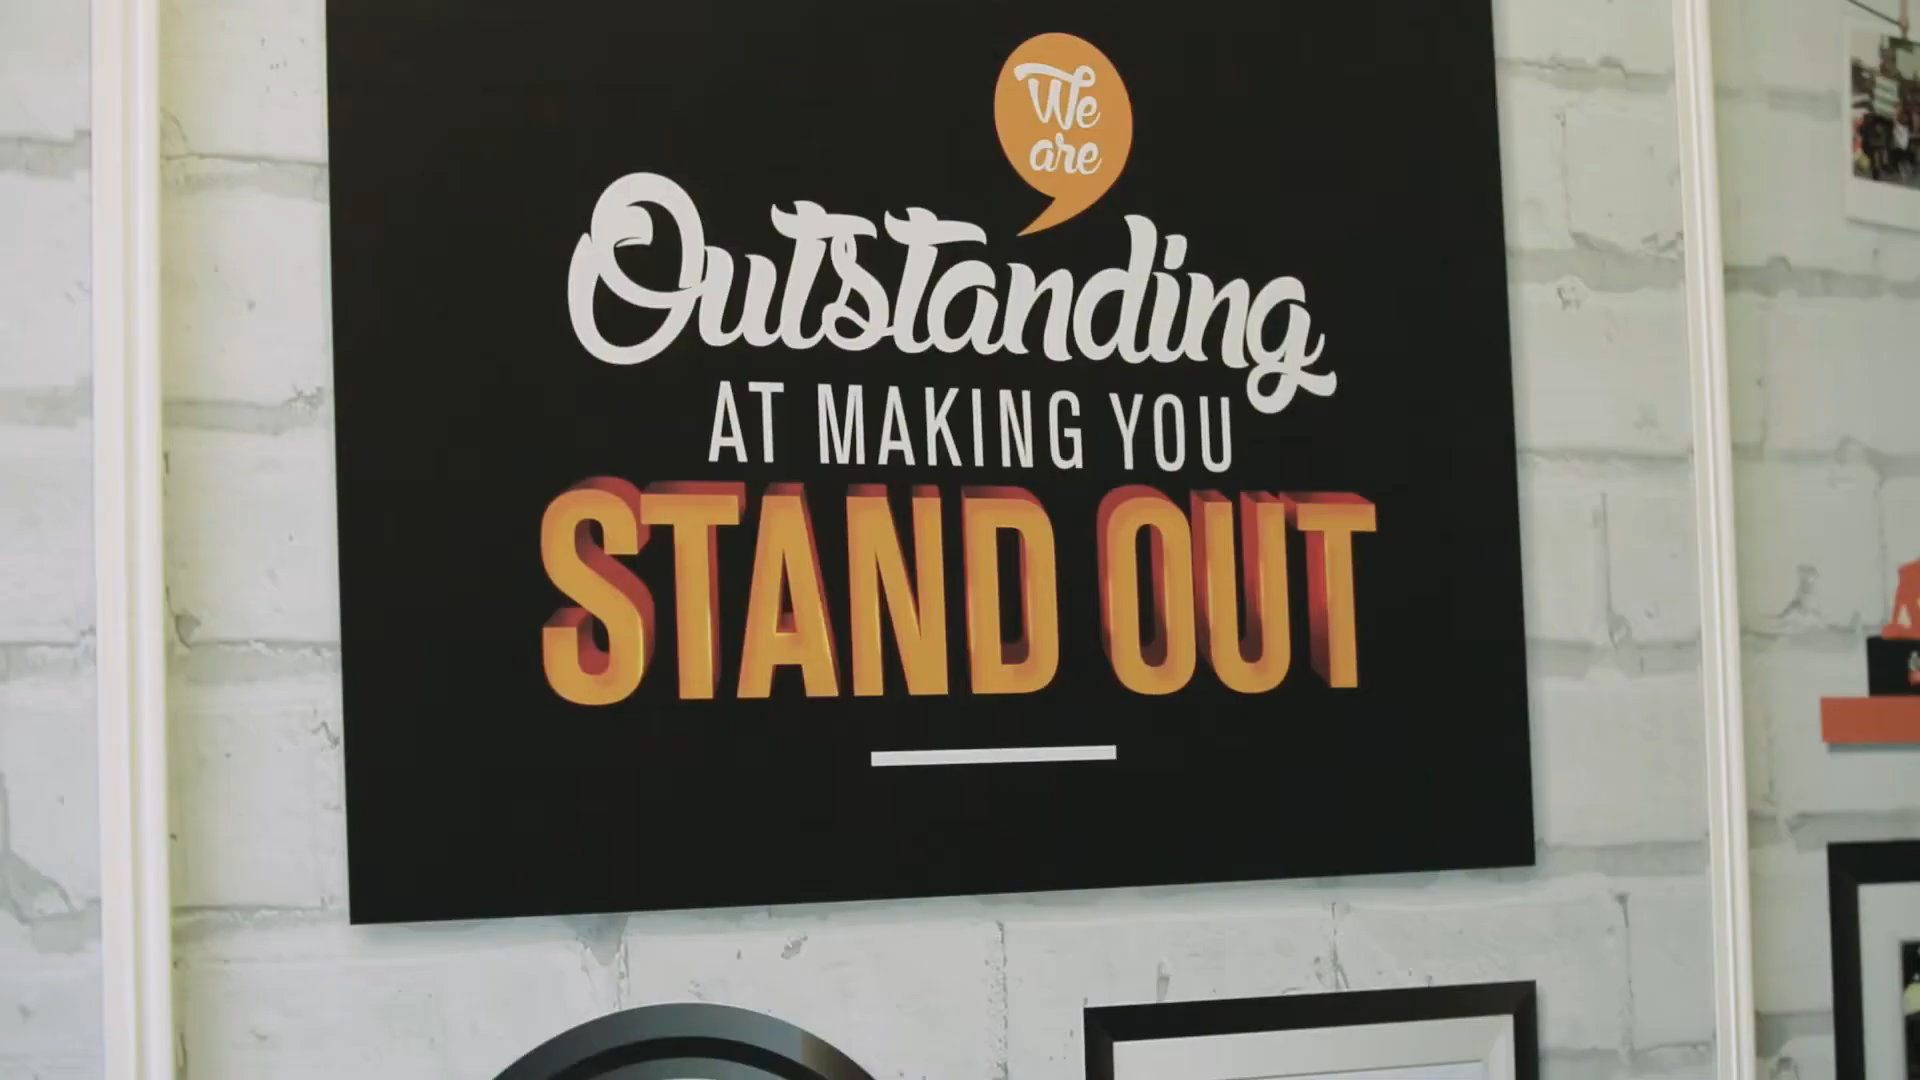 We
are
Outstanding
AT MAKING YOU
STAND OUT